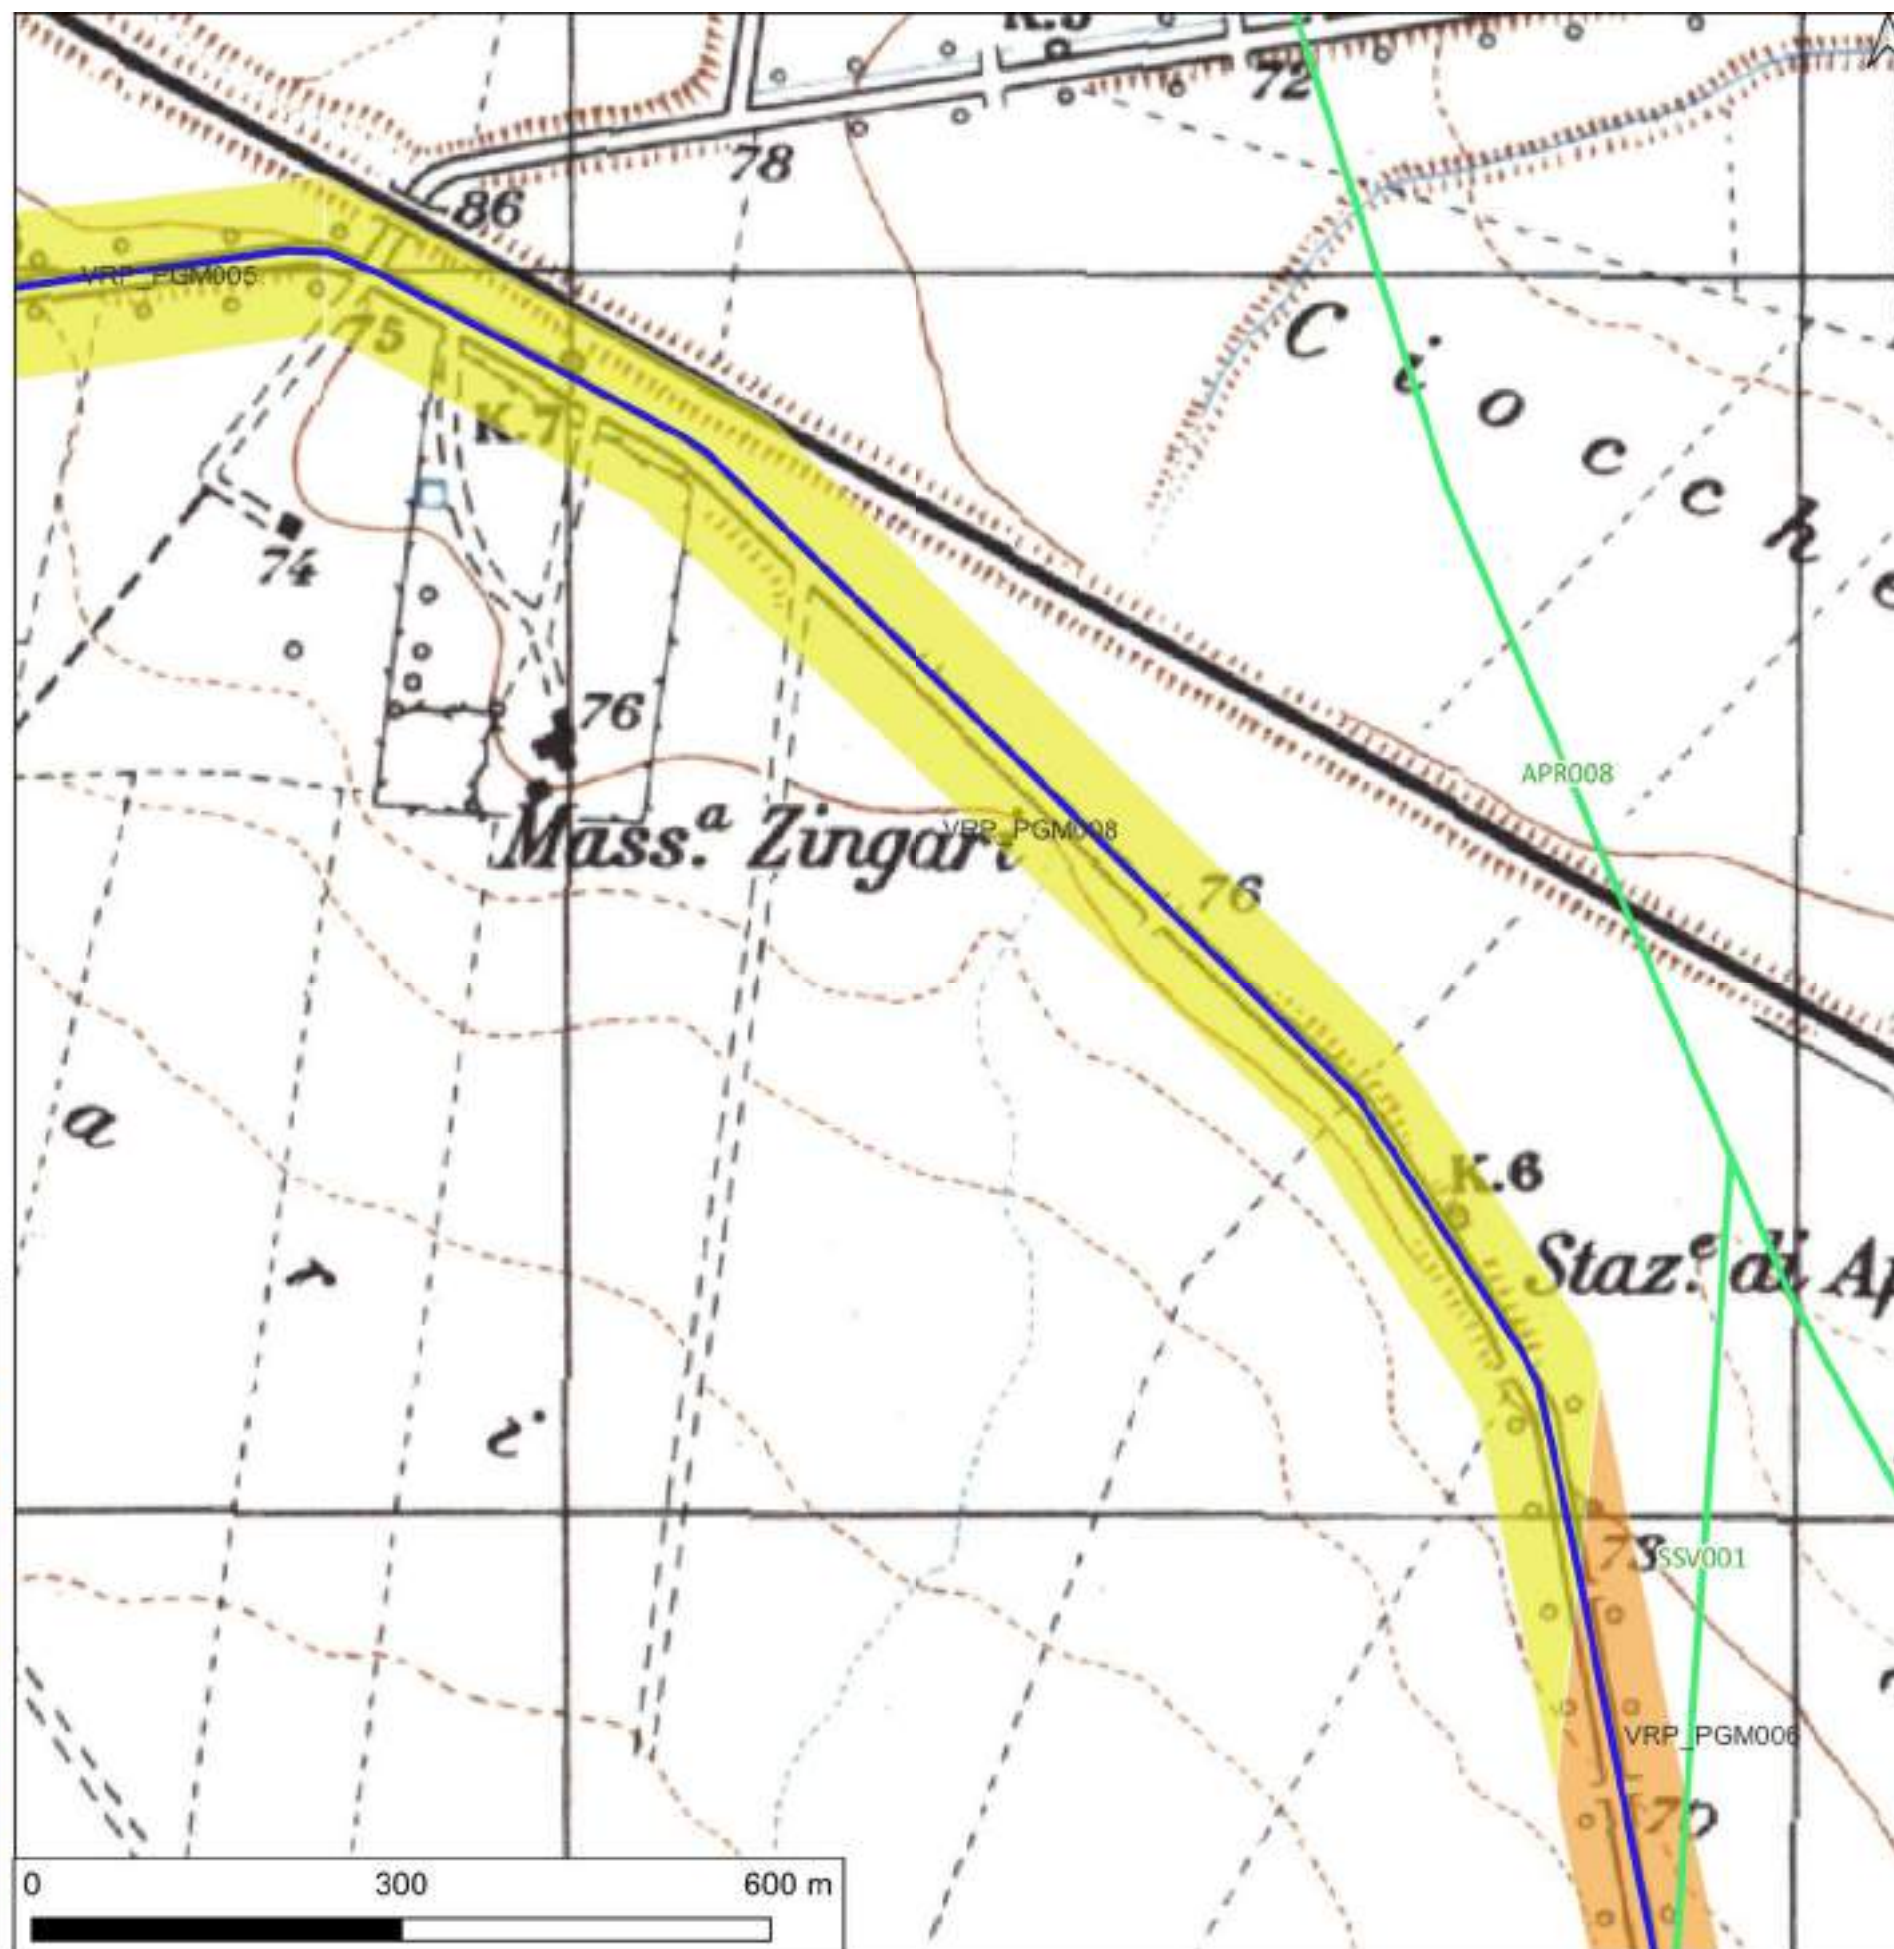 72
78
86
VRP_PGM005
75
C i o c c h e
K.7
74
76
APR008
Mass.ª Zingari
VRP_PGM008
76
a
K.6
r
Staz.e di Ap
i
73
SSV001
VRP_PGM006
70
0 300 600 m